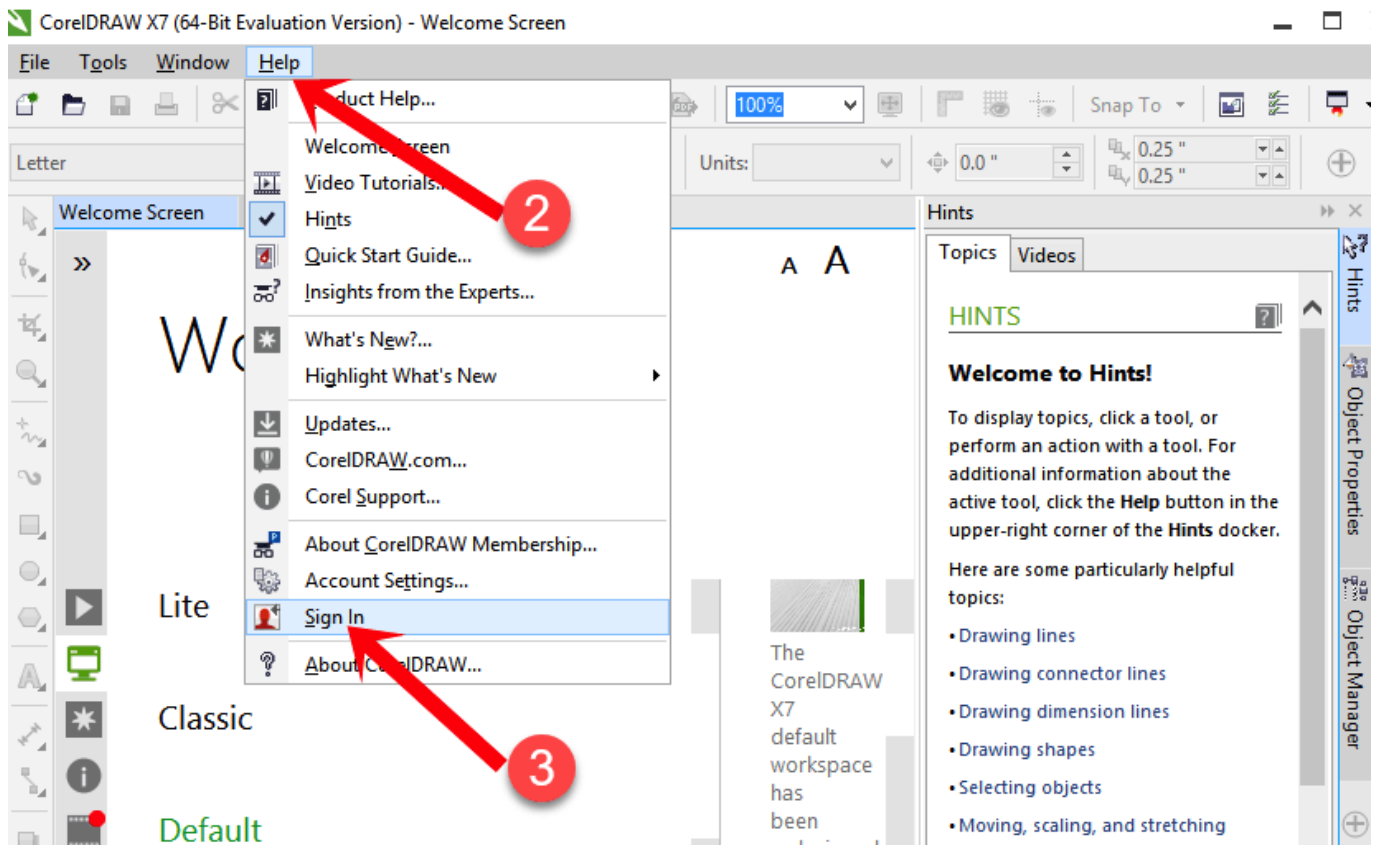 CorelDRAW X7 (64-Bit Evaluation Version) - Welcome Screen
File Tools Window Help
100%
Snap To
Letter
Units:
0.0 "
0.25 "
0.25 "
Welcome Screen
Product Help...
Welcome Screen
Video Tutorials...
Hints
Quick Start Guide...
Insights from the Experts...
What's New?...
Highlight What's New
Updates...
CorelDRAW.com...
Corel Support...
About CorelDRAW Membership...
Account Settings...
Sign In
About CorelDRAW...
2
3
A A
Lite
Classic
Default
The
CorelDRAW
X7
default
workspace
has
been
Hints
Topics Videos
HINTS
Welcome to Hints!
To display topics, click a tool, or
perform an action with a tool. For
additional information about the
active tool, click the Help button in the
upper-right corner of the Hints docker.
Here are some particularly helpful
topics:
• Drawing lines
• Drawing connector lines
• Drawing dimension lines
• Drawing shapes
• Selecting objects
• Moving, scaling, and stretching
Hints
Object Properties
Object Manager